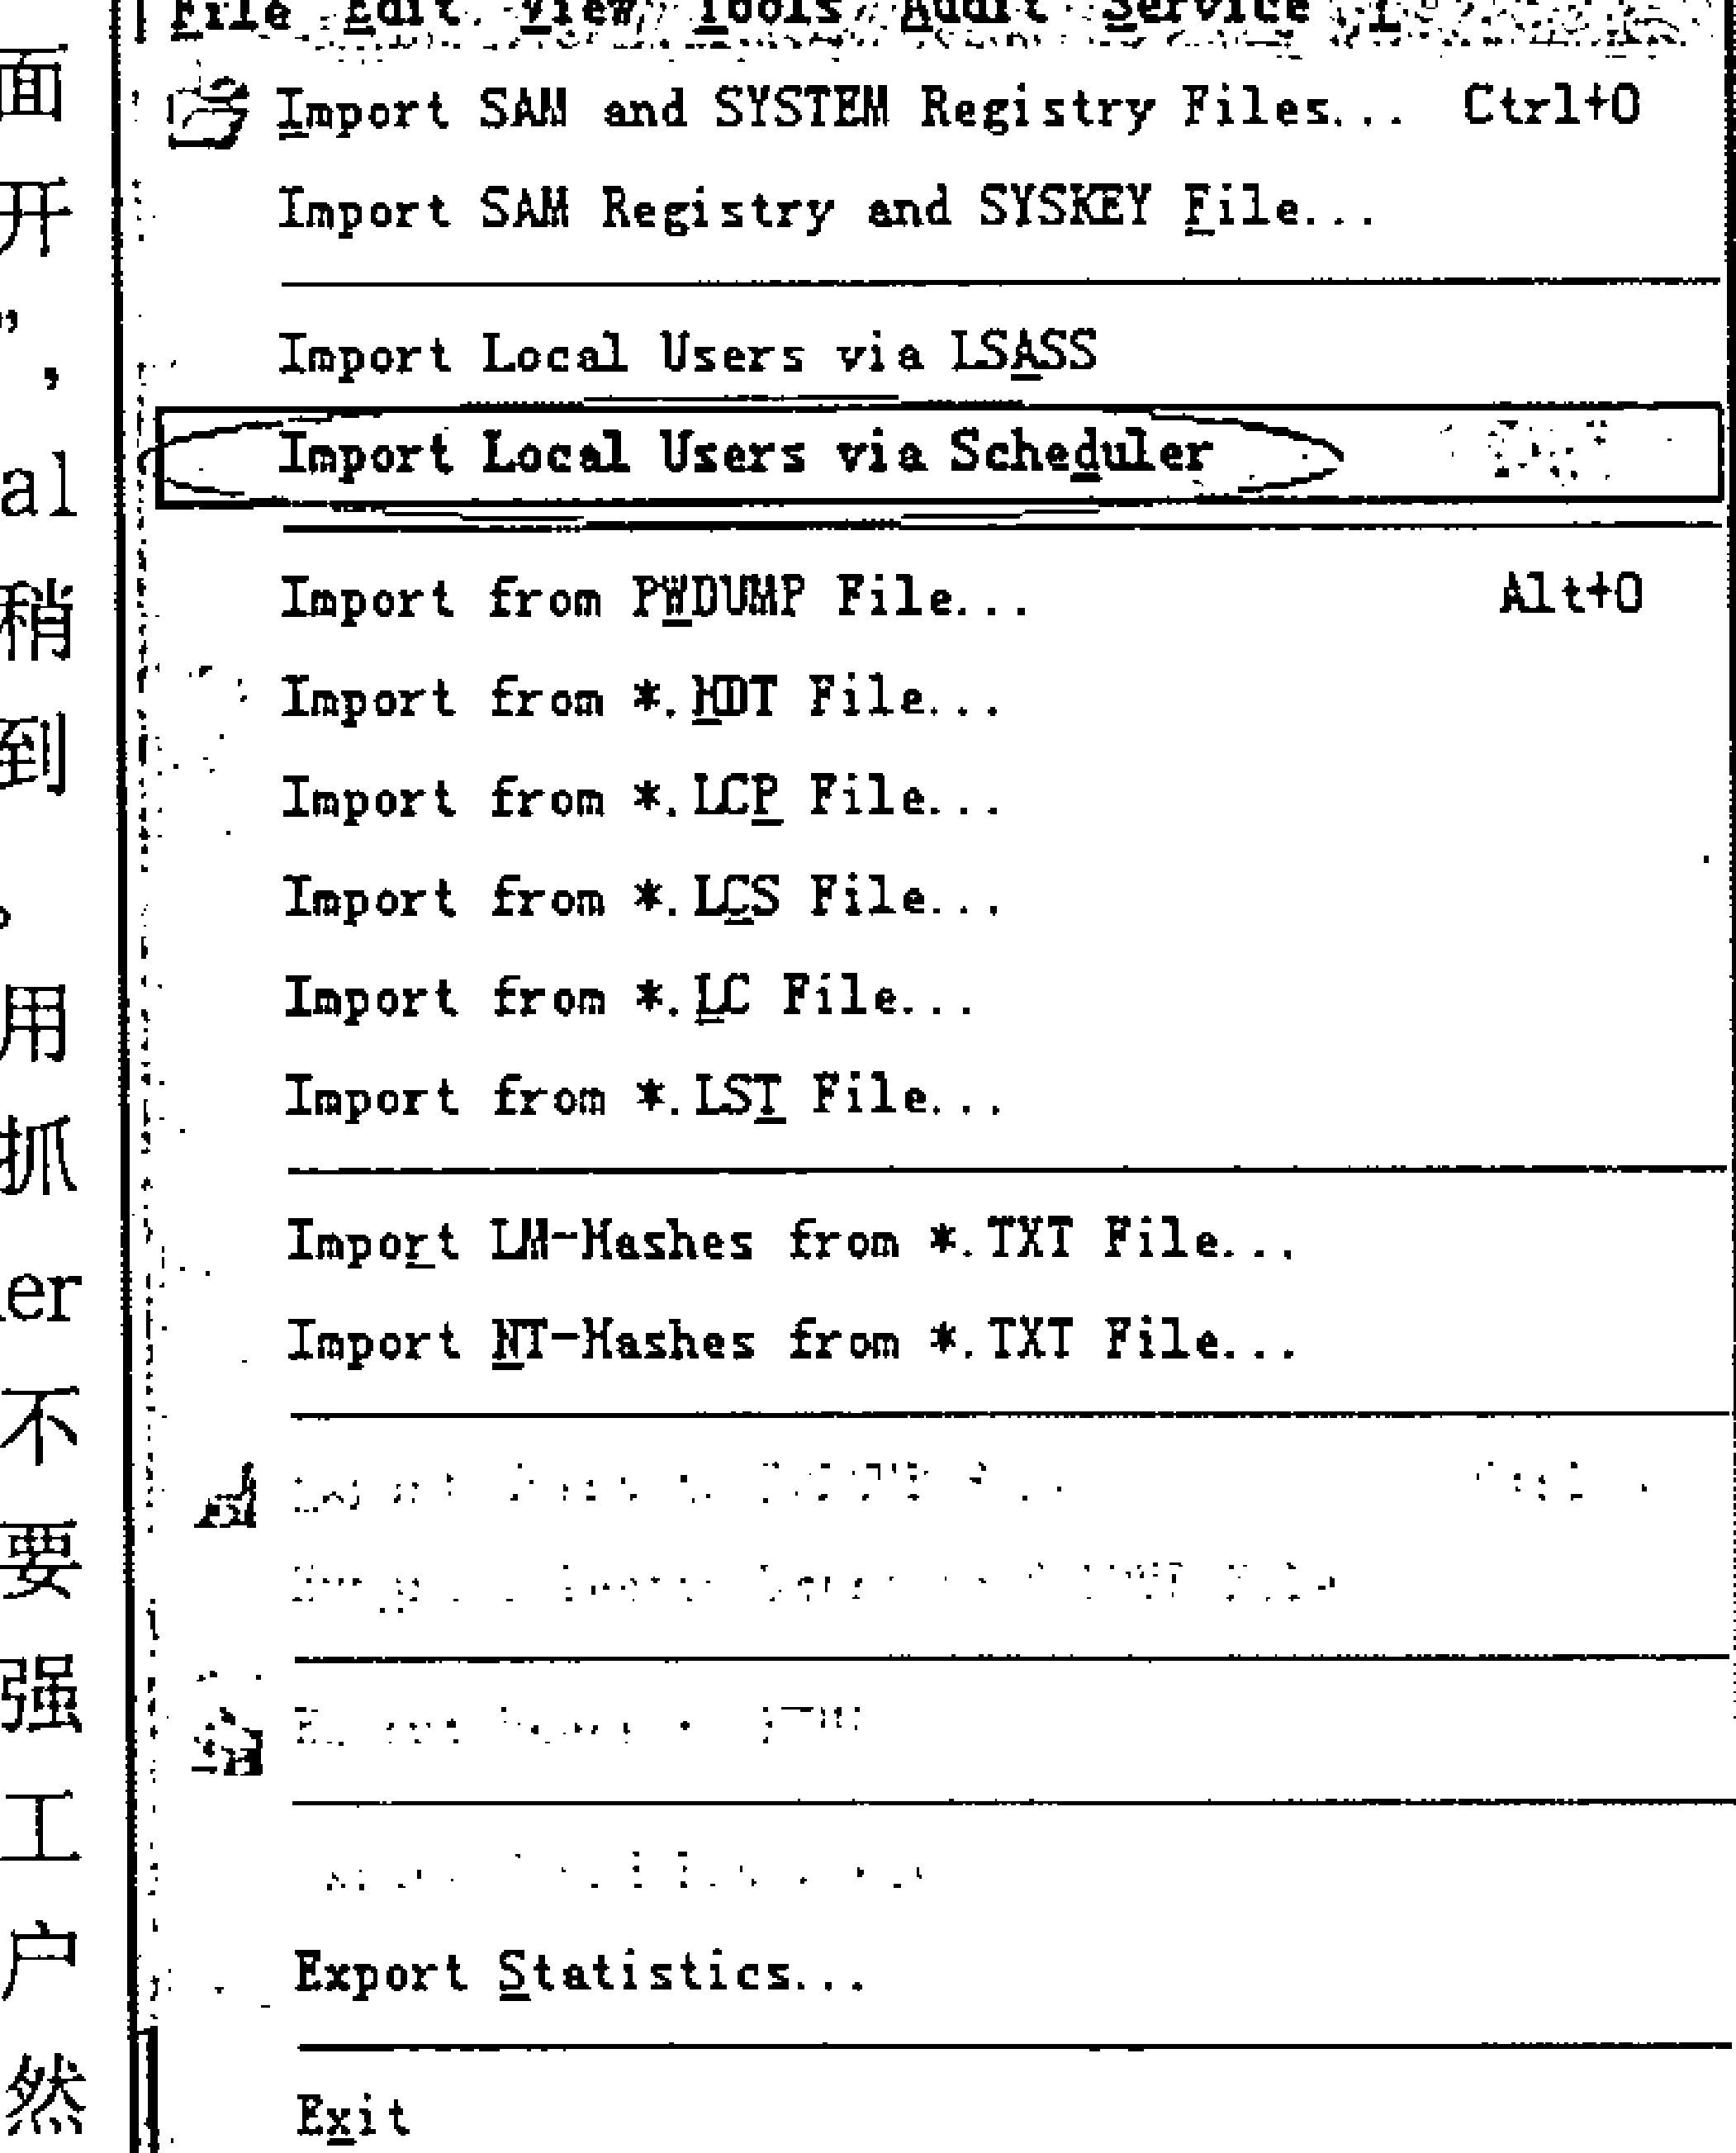 File Edit View Tools Audit Service
Import SAM and SYSTEM Registry Files... Ctrl+O
Import SAM Registry and SYSKEY File...
Import Local Users via LSASS
Import Local Users via Scheduler
Import from PWDUMP File... Alt+O
Import from *.HDT File...
Import from *.LCP File...
Import from *.LCS File...
Import from *.LC File...
Import from *.LST File...
Import LM-Hashes from *.TXT File...
Import NT-Hashes from *.TXT File...
Export Statistics...
Exit
面
开
”,
al
稍
到
。
用
抓
er
不
要
强
工
户
然